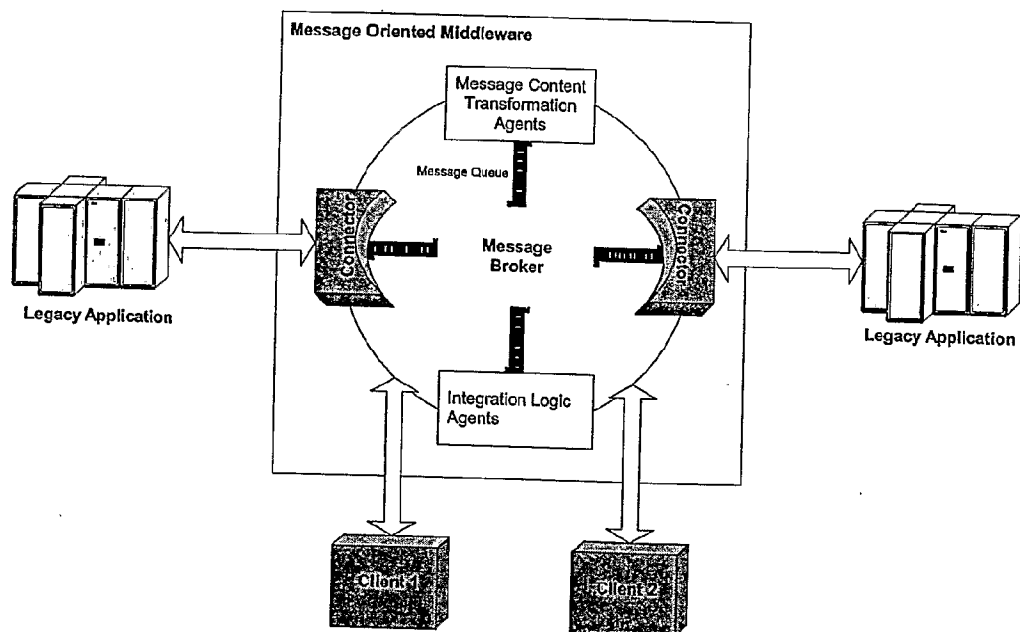 Message Oriented Middleware
Message Content
Transformation
Agents
Message Queue
Connector
Connector
Message
Broker
Legacy Application
Legacy Application
Integration Logic
Agents
Client 1
Client 2